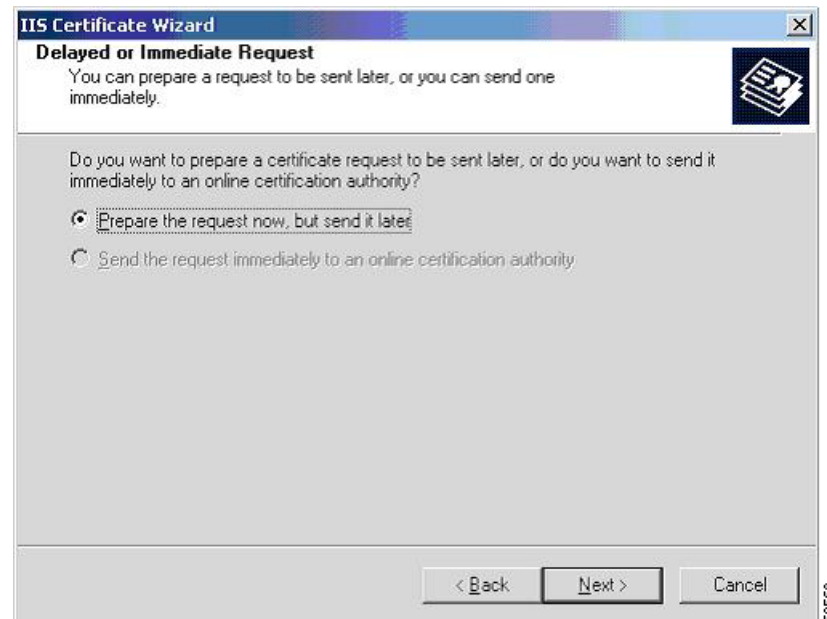 IIS Certificate Wizard
Delayed or Immediate Request
You can prepare a request to be sent later, or you can send one
immediately.
Do you want to prepare a certificate request to be sent later, or do you want to send it
immediately to an online certification authority?
Prepare the request now, but send it later
Send the request immediately to an online certification authority
< Back
Next >
Cancel